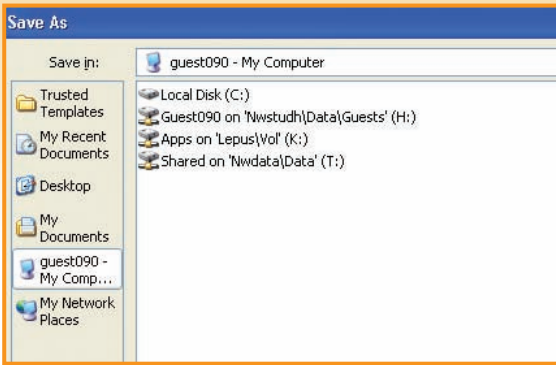 Save As
Save in:
guest090 - My Computer
Trusted
Templates
My Recent
Documents
Desktop
My
Documents
guest090 -
My Comp...
My Network
Places
Local Disk (C:)
Guest090 on 'Nwstudh\Data\Guests' (H:)
Apps on 'Lepus\Vol' (K:)
Shared on 'Nwdata\Data' (T:)